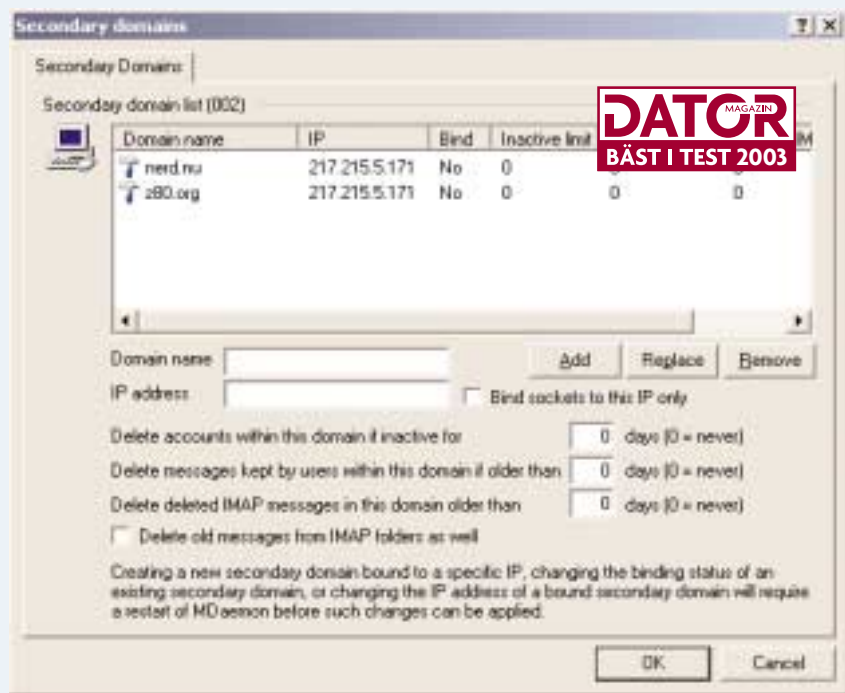 Secondary domains
Secondary Domains
Secondary domain list (002)
DATOR
MAGAZIN
BÄST I TEST 2003
Domain name IP Bind Inactive limit
nerd.nu 217.215.5.171 No 0
z80.org 217.215.5.171 No 0 0 0
Domain name
Add Replace Remove
IP address
Bind sockets to this IP only
Delete accounts within this domain if inactive for 0 days (0 = never)
Delete messages kept by users within this domain if older than 0 days (0 = never)
Delete deleted IMAP messages in this domain older than 0 days (0 = never)
Delete old messages from IMAP folders as well
Creating a new secondary domain bound to a specific IP, changing the binding status of an
existing secondary domain, or changing the IP address of a bound secondary domain will require
a restart of MDaemon before such changes can be applied.
OK Cancel